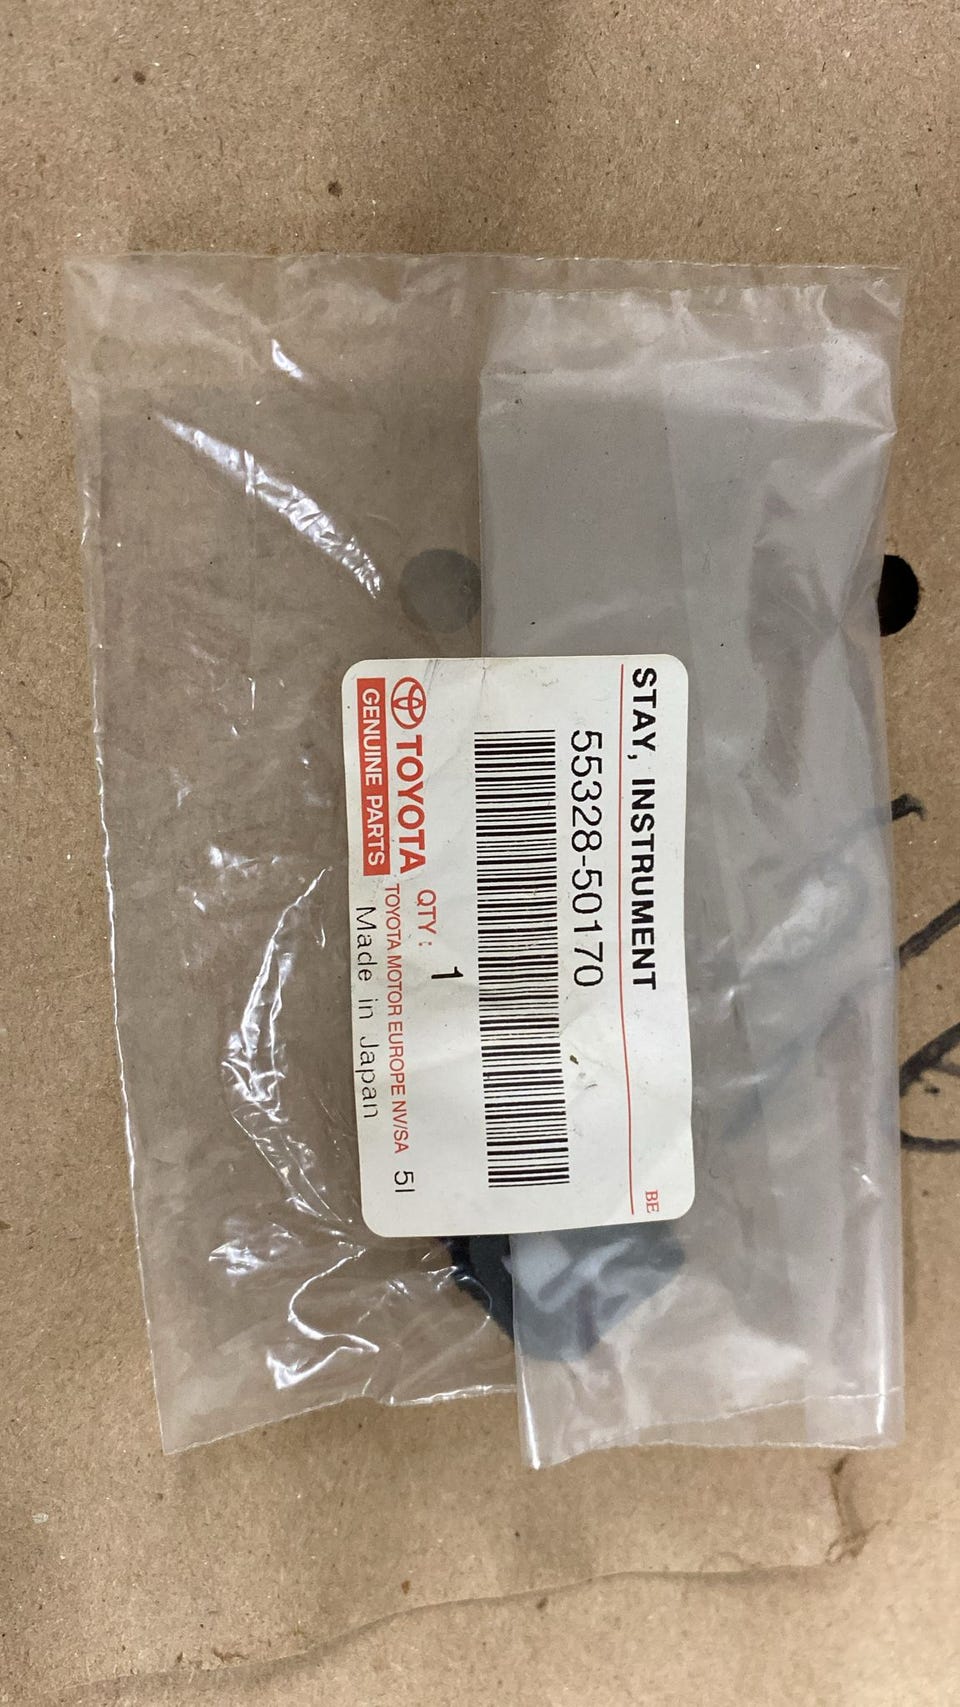 STAY, INSTRUMENT
55328-50170
QTY : 1
TOYOTA
GENUINE PARTS
TOYOTA MOTOR EUROPE NV/SA 5I
Made in Japan
BE